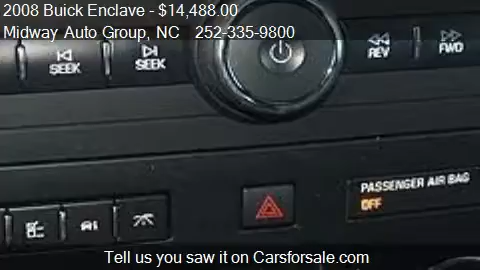 2008 Buick Enclave - $14,488.00
Midway Auto Group, NC   252-335-9800
SEEK
SEEK
REV
FWD
PASSENGER AIR BAG
OFF
Tell us you saw it on Carsforsale.com